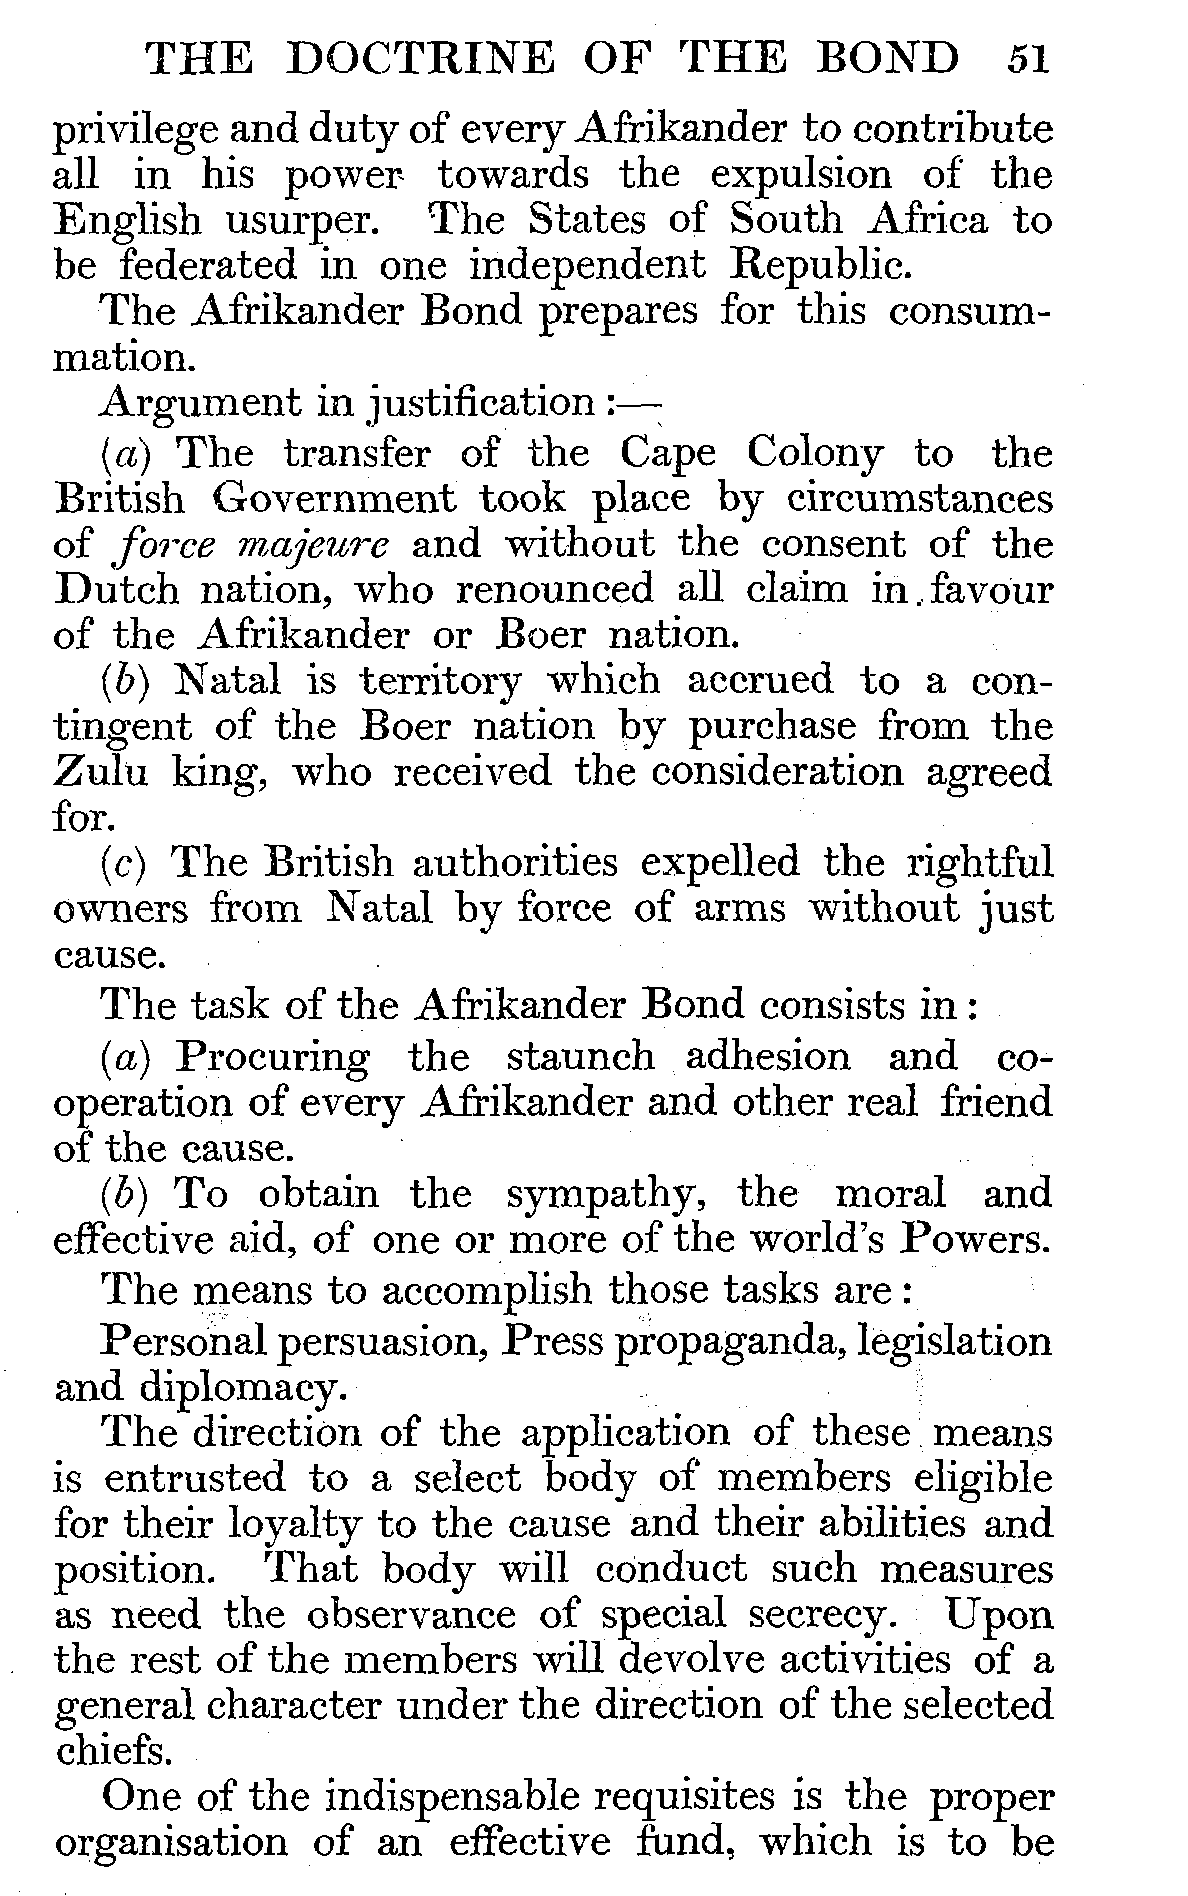 THE DOCTRINE OF THE BOND 51
privilege and duty of every Afrikander to contribute
all in his power towards the expulsion of the
English usurper. The States of South Africa to
be federated in one independent Republic.
The Afrikander Bond prepares for this consum-
mation.
Argument in justification :—
(a) The transfer of the Cape Colony to the
British Government took place by circumstances
of force majeure and without the consent of the
Dutch nation, who renounced all claim in favour
of the Afrikander or Boer nation.
(b) Natal is territory which accrued to a con-
tingent of the Boer nation by purchase from the
Zulu king, who received the consideration agreed
for.
(c) The British authorities expelled the rightful
owners from Natal by force of arms without just
cause.
The task of the Afrikander Bond consists in :
(a) Procuring the staunch adhesion and co-
operation of every Afrikander and other real friend
of the cause.
(b) To obtain the sympathy, the moral and
effective aid, of one or more of the world's Powers.
The means to accomplish those tasks are :
Personal persuasion, Press propaganda, legislation
and diplomacy.
The direction of the application of these means
is entrusted to a select body of members eligible
for their loyalty to the cause and their abilities and
position. That body will conduct such measures
as need the observance of special secrecy. Upon
the rest of the members will devolve activities of a
general character under the direction of the selected
chiefs.
One of the indispensable requisites is the proper
organisation of an effective fund, which is to be